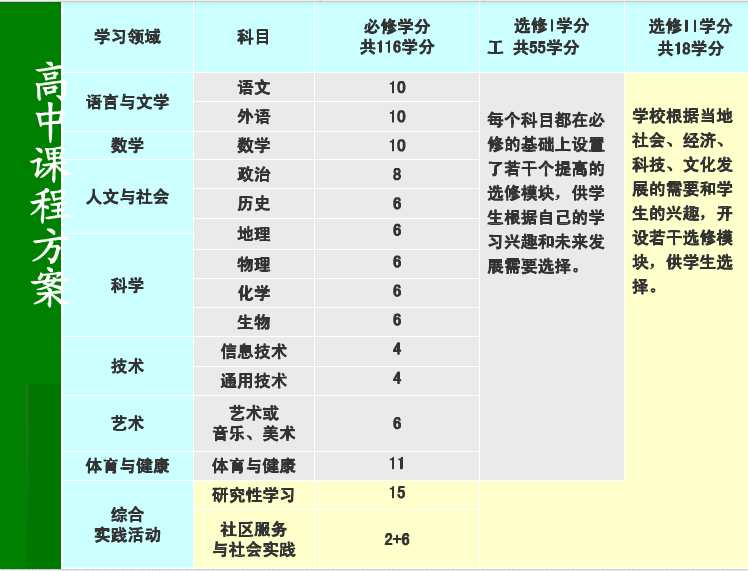 高中课程方案
学习领域 科目 必修学分 选修I学分 选修II学分
共116学分 工 共55学分 共18学分
语言与文学 语文 10
外语 10
数学 数学 10
人文与社会 政治 8
历史 6
地理 6
科学 物理 6
化学 6
生物 6
技术 信息技术 4
通用技术 4
艺术 艺术或
音乐、美术 6
体育与健康 体育与健康 11
综合
实践活动
研究性学习 15
社区服务
与社会实践 2+6
每个科目都在必
修的基础上设置
了若干个提高的
选修模块，供学
生根据自己的学
习兴趣和未来发
展需要选择。
学校根据当地
社会、经济、
科技、文化发
展的需要和学
生的兴趣，开
设若干选修模
块，供学生选
择。